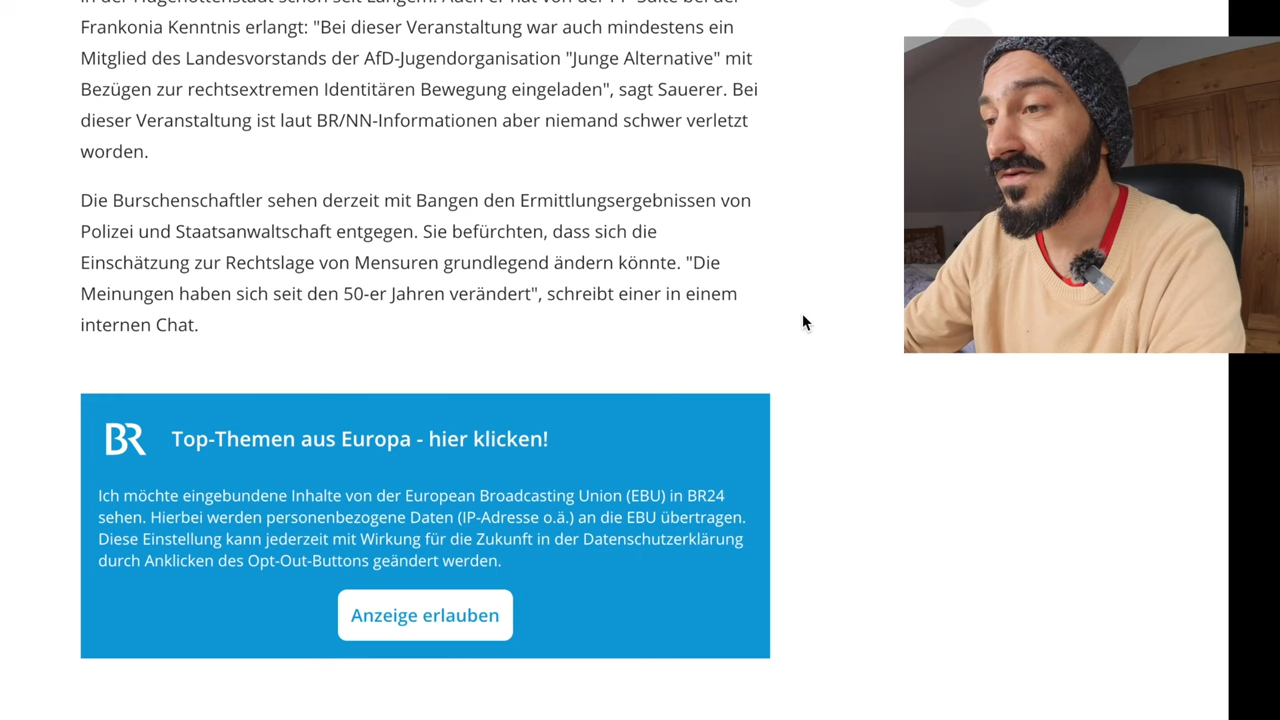 in der Hugenottenstadt schon seit Langem. Auch er hat von der PP-Suite bei der
Frankonia Kenntnis erlangt: "Bei dieser Veranstaltung war auch mindestens ein
Mitglied des Landesvorstands der AfD-Jugendorganisation "Junge Alternative" mit
Bezügen zur rechtsextremen Identitären Bewegung eingeladen", sagt Sauerer. Bei
dieser Veranstaltung ist laut BR/NN-Informationen aber niemand schwer verletzt
worden.
Die Burschenschaftler sehen derzeit mit Bangen den Ermittlungsergebnissen von
Polizei und Staatsanwaltschaft entgegen. Sie befürchten, dass sich die
Einschätzung zur Rechtslage von Mensuren grundlegend ändern könnte. "Die
Meinungen haben sich seit den 50-er Jahren verändert", schreibt einer in einem
internen Chat.
BR Top-Themen aus Europa - hier klicken!
Ich möchte eingebundene Inhalte von der European Broadcasting Union (EBU) in BR24
sehen. Hierbei werden personenbezogene Daten (IP-Adresse o.ä.) an die EBU übertragen.
Diese Einstellung kann jederzeit mit Wirkung für die Zukunft in der Datenschutzerklärung
durch Anklicken des Opt-Out-Buttons geändert werden.
Anzeige erlauben